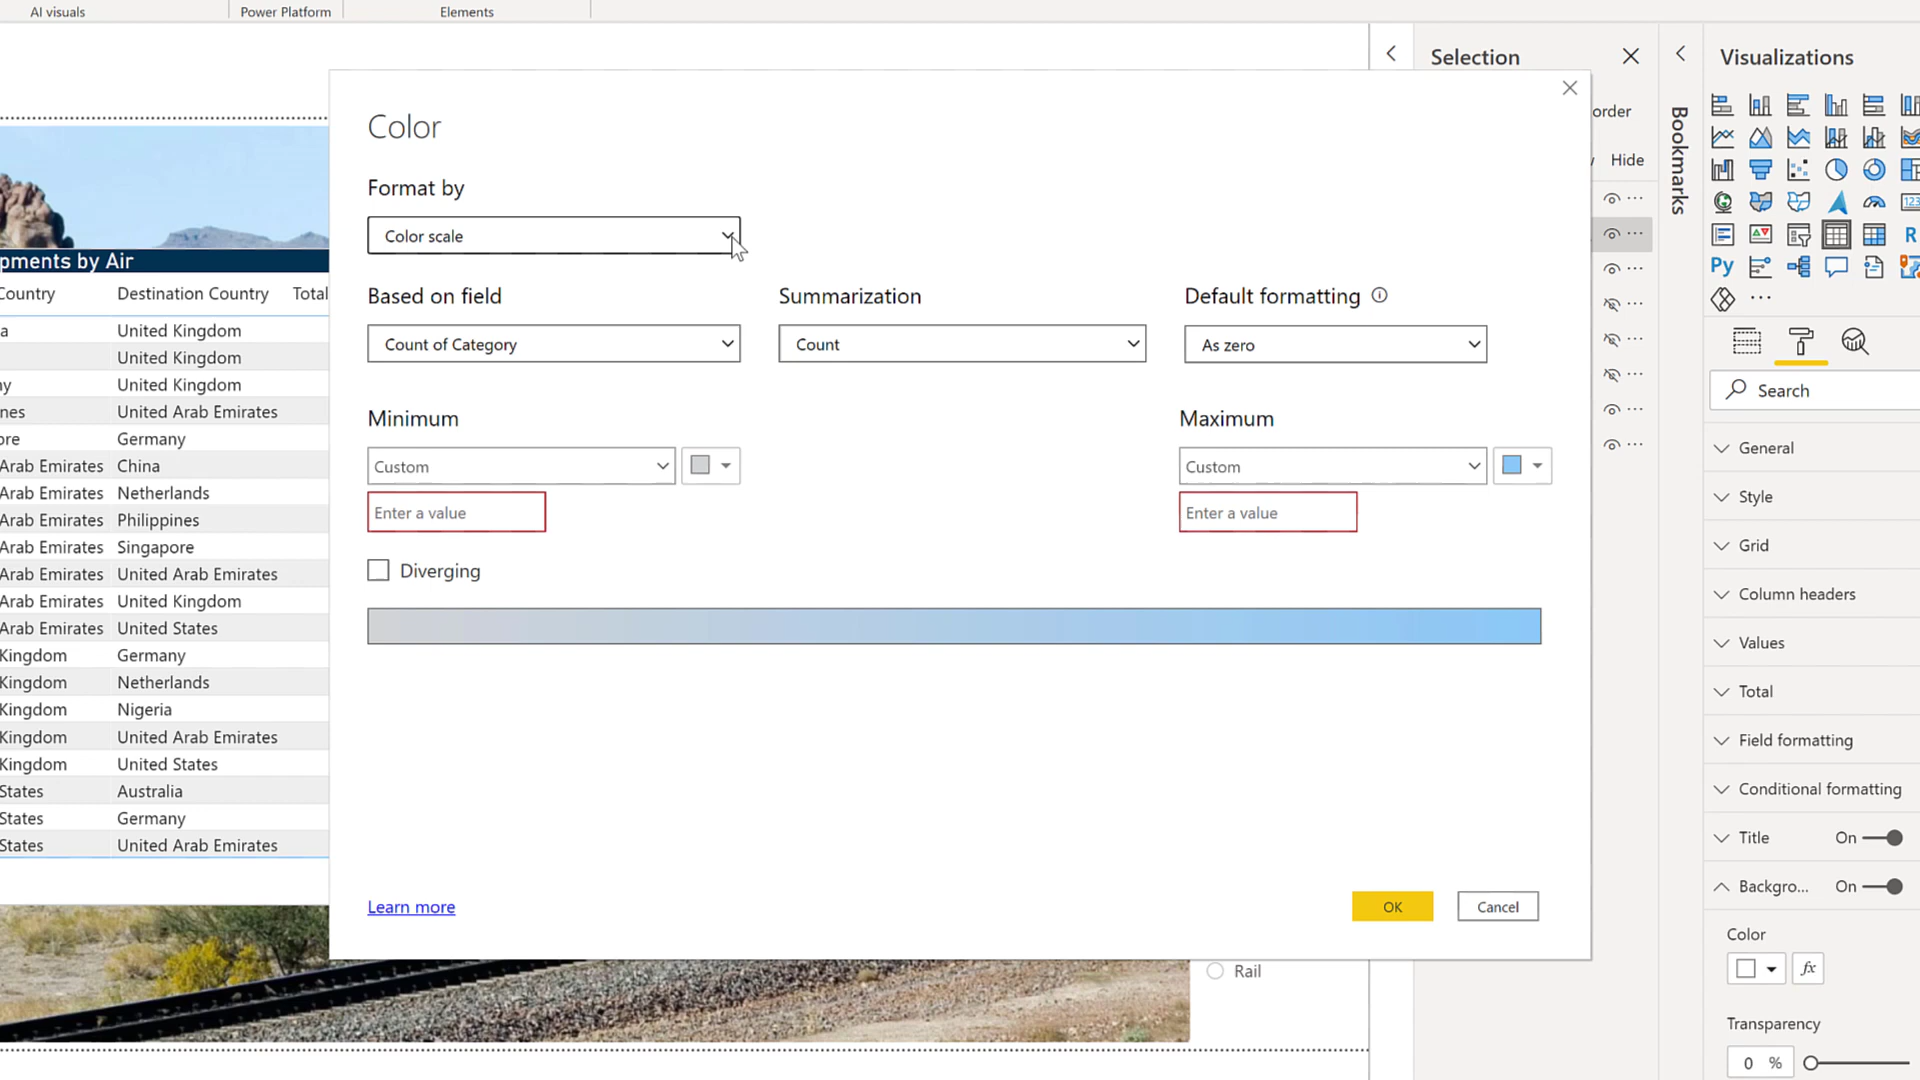 AI visuals
Power Platform
Elements
pments by Air
Country Destination Country Total
a United Kingdom
United Kingdom
ny United Kingdom
nes United Arab Emirates
ore Germany
Arab Emirates China
Arab Emirates Netherlands
Arab Emirates Philippines
Arab Emirates Singapore
Arab Emirates United Arab Emirates
Arab Emirates United Kingdom
Arab Emirates United States
Kingdom Germany
Kingdom Netherlands
Kingdom Nigeria
Kingdom United Arab Emirates
Kingdom United States
States Australia
States Germany
States United Arab Emirates
Color
Format by
Color scale
Based on field
Summarization
Default formatting
Count of Category
Count
As zero
Minimum
Maximum
Custom
Custom
Enter a value
Enter a value
Diverging
Learn more
OK
Cancel
Rail
Selection
order
Hide
Bookmarks
Visualizations
123
R
Py
Search
General
Style
Grid
Column headers
Values
Total
Field formatting
Conditional formatting
Title On
Backgro... On
Color
fx
Transparency
0 %